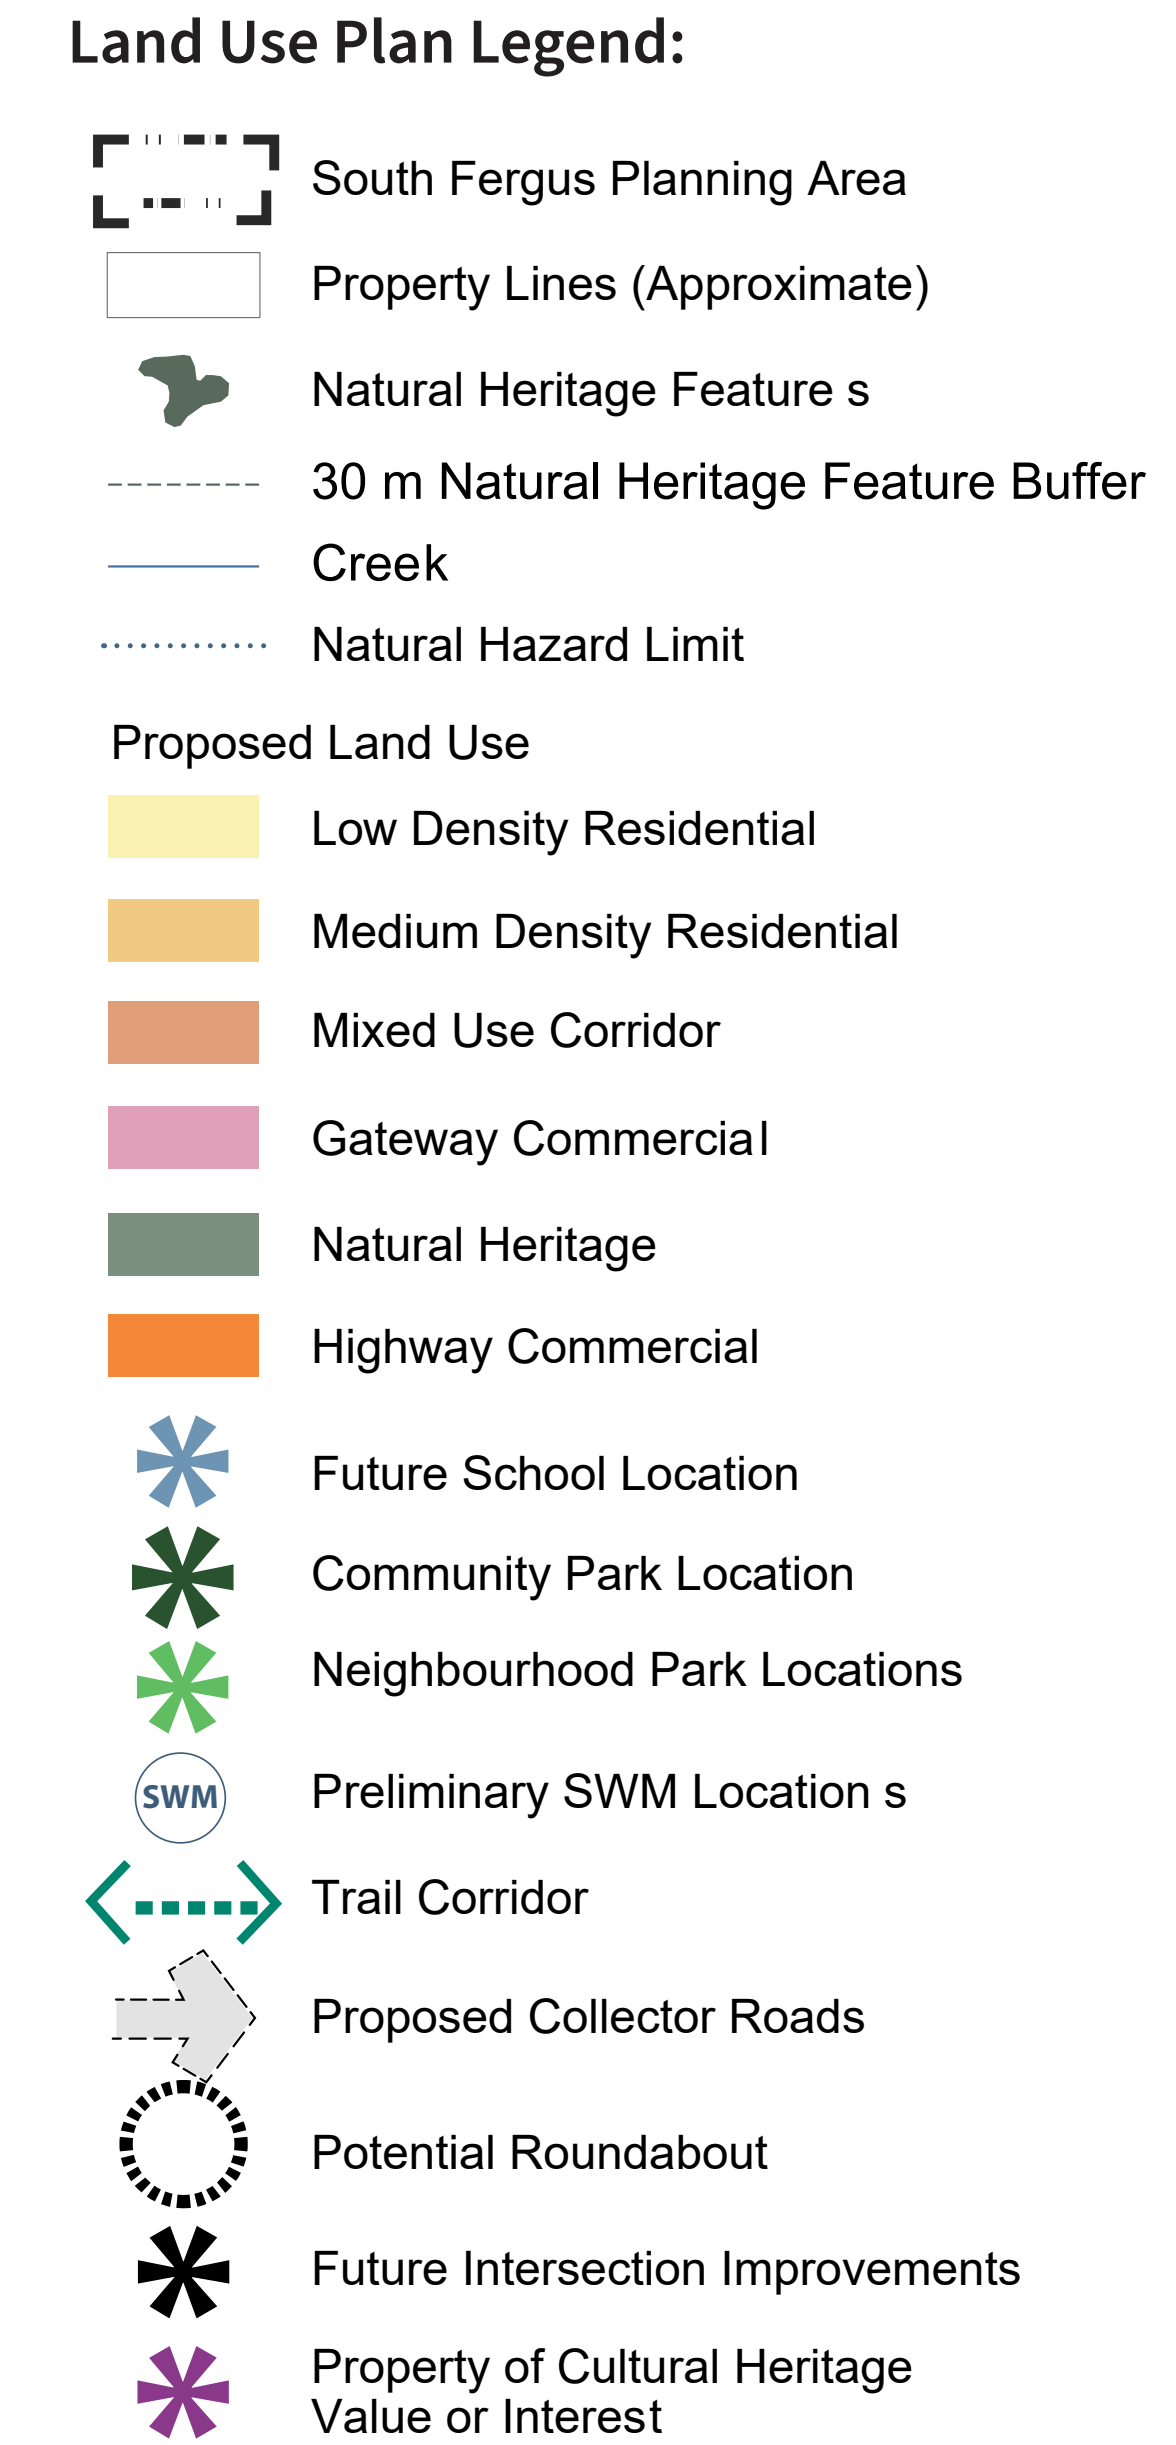 Land Use Plan Legend:
South Fergus Planning Area
Property Lines (Approximate)
Natural Heritage Feature s
30 m Natural Heritage Feature Buffer
Creek
Natural Hazard Limit
Proposed Land Use
Low Density Residential
Medium Density Residential
Mixed Use Corridor
Gateway Commercial
Natural Heritage
Highway Commercial
Future School Location
Community Park Location
Neighbourhood Park Locations
SWM Preliminary SWM Location s
Trail Corridor
Proposed Collector Roads
Potential Roundabout
Future Intersection Improvements
Property of Cultural Heritage
Value or Interest